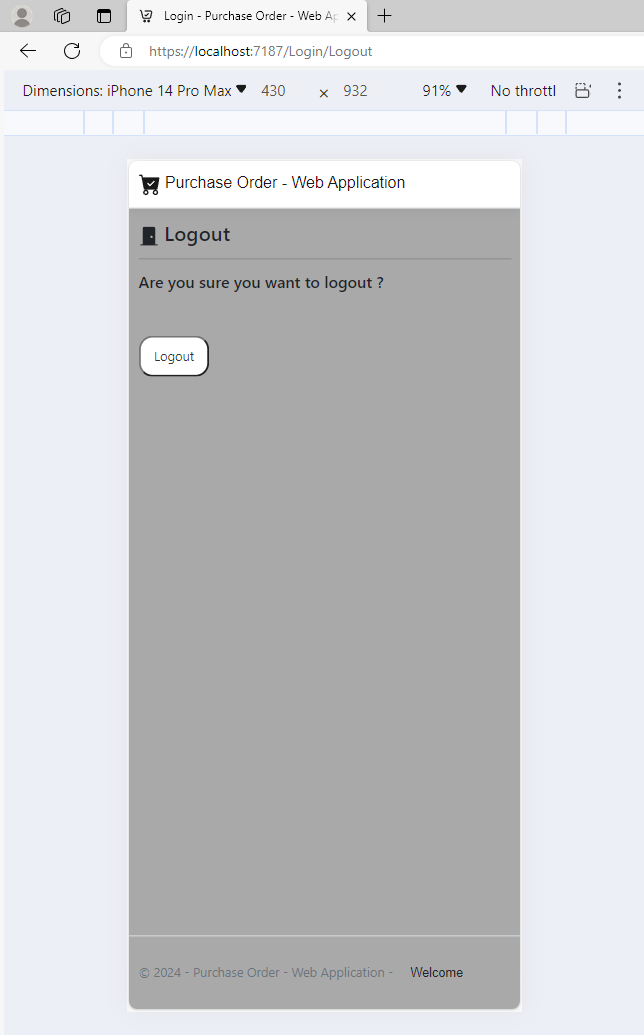 Login - Purchase Order - Web Ap
https://localhost:7187/Login/Logout
Dimensions: iPhone 14 Pro Max 430 × 932 91% No throttl
Purchase Order - Web Application
Logout
Are you sure you want to logout ?
Logout
© 2024 - Purchase Order - Web Application - Welcome